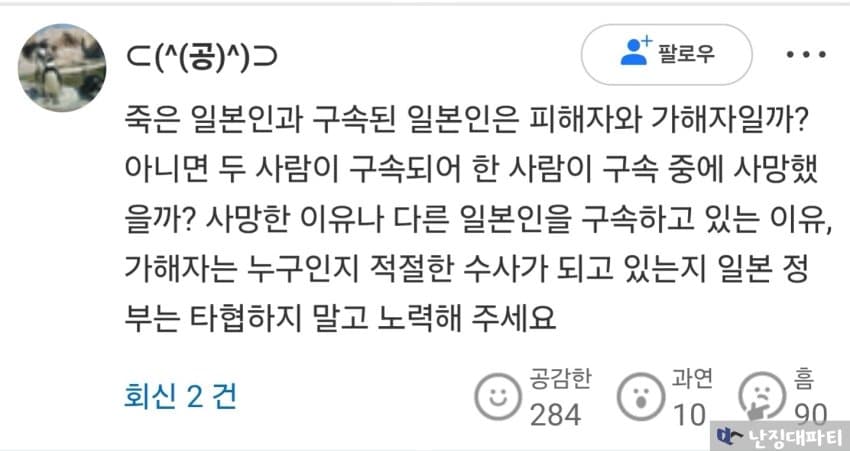 ⊂(^(공)^)⊃
팔로우
죽은 일본인과 구속된 일본인은 피해자와 가해자일까?
아니면 두 사람이 구속되어 한 사람이 구속 중에 사망했
을까? 사망한 이유나 다른 일본인을 구속하고 있는 이유,
가해자는 누구인지 적절한 수사가 되고 있는지 일본 정
부는 타협하지 말고 노력해 주세요
회신 2 건
공감한
284
과연
10
흠
90
난징대파티